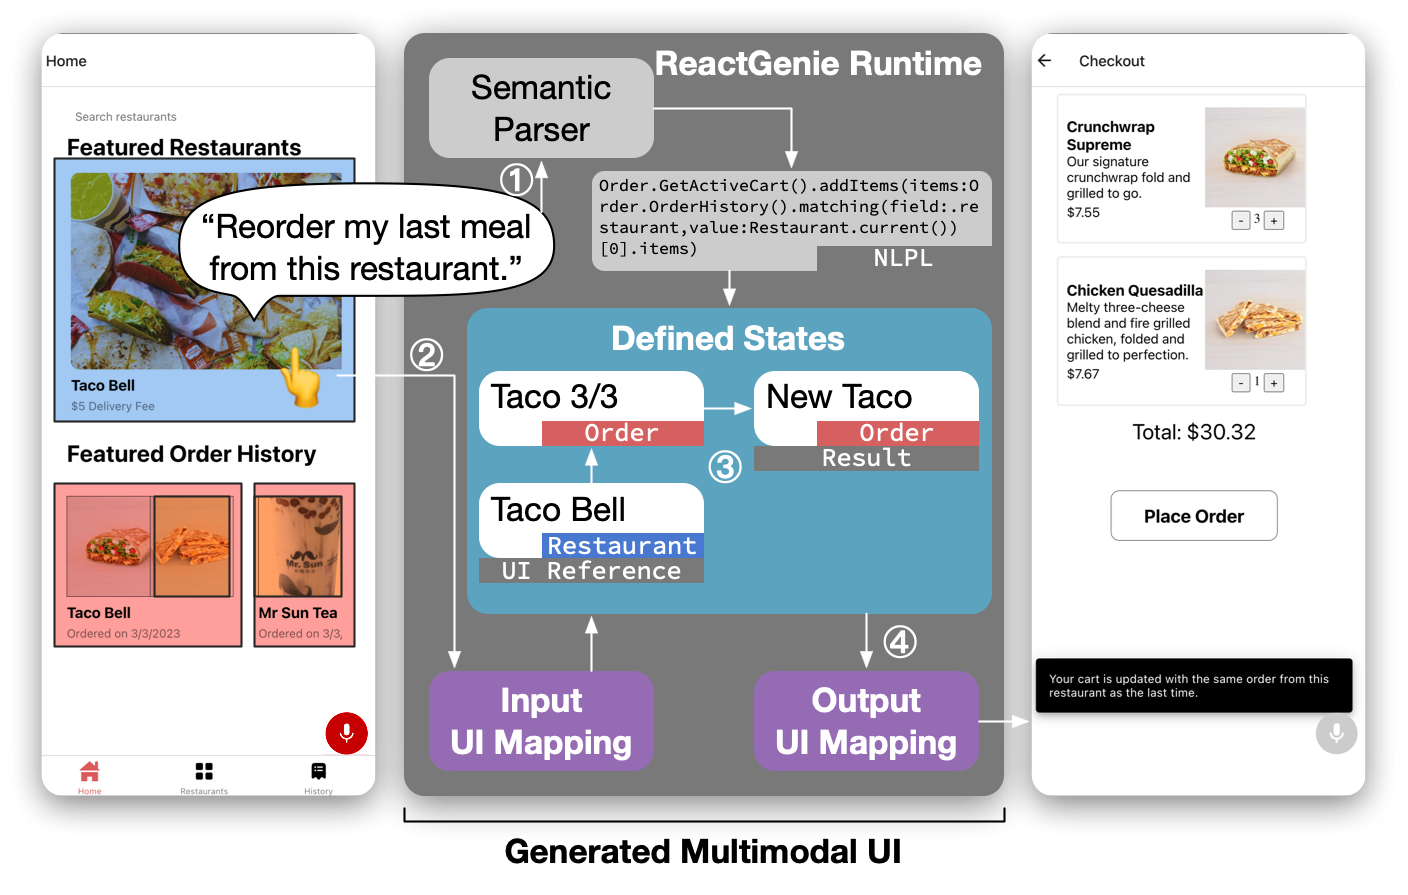 Home
Search restaurants
Featured Restaurants
“Reorder my last meal
from this restaurant.”
Taco Bell
$5 Delivery Fee
Featured Order History
Taco Bell
Ordered on 3/3/2023
Mr. Sun
Mr Sun Tea
Ordered on 3/3,
Home
Restaurants
History
ReactGenie Runtime
Semantic
Parser
①
Order.GetActiveCart().addItems(items:O
rder.OrderHistory().matching(field:.re
staurant,value:Restaurant.current())
[0].items)
NLPL
②
Defined States
Taco 3/3
Order
New Taco
Order
Result
③
Taco Bell
Restaurant
UI Reference
④
Input
UI Mapping
Output
UI Mapping
Generated Multimodal UI
Checkout
Crunchwrap
Supreme
Our signature
crunchwrap fold and
grilled to go.
$7.55
- 3 +
Chicken Quesadilla
Melty three-cheese
blend and fire grilled
chicken, folded and
grilled to perfection.
$7.67
- 1 +
Total: $30.32
Place Order
Your cart is updated with the same order from this
restaurant as the last time.